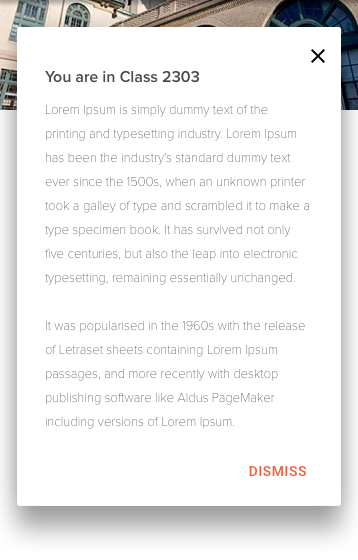 You are in Class 2303
Lorem Ipsum is simply dummy text of the
printing and typesetting industry. Lorem Ipsum
has been the industry's standard dummy text
ever since the 1500s, when an unknown printer
took a galley of type and scrambled it to make a
type specimen book. It has survived not only
five centuries, but also the leap into electronic
typesetting, remaining essentially unchanged.
It was popularised in the 1960s with the release
of Letraset sheets containing Lorem Ipsum
passages, and more recently with desktop
publishing software like Aldus PageMaker
including versions of Lorem Ipsum.
DISMISS